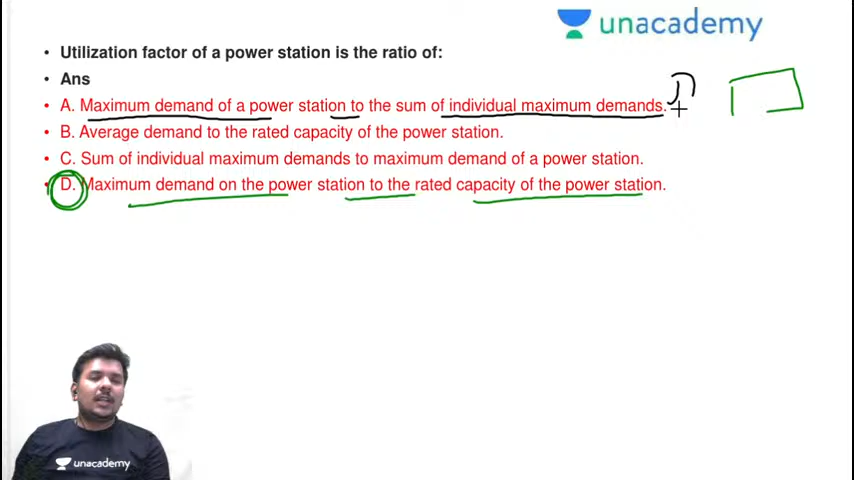 unacademy
• Utilization factor of a power station is the ratio of:
• Ans
• A. Maximum demand of a power station to the sum of individual maximum demands.
• B. Average demand to the rated capacity of the power station.
• C. Sum of individual maximum demands to maximum demand of a power station.
• D. Maximum demand on the power station to the rated capacity of the power station.
unacademy